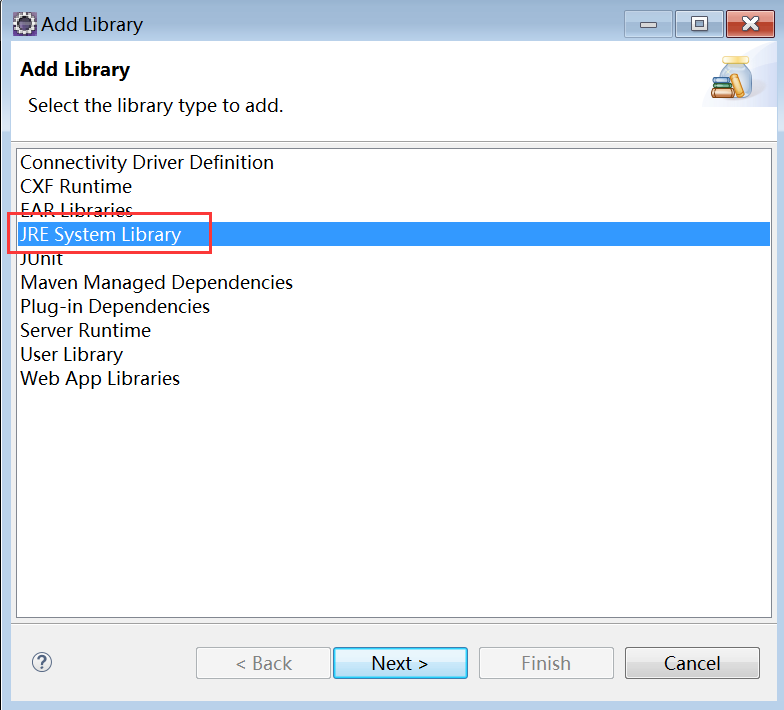 Add Library
Add Library
Select the library type to add.
Connectivity Driver Definition
CXF Runtime
EAR Libraries
JRE System Library
JUnit
Maven Managed Dependencies
Plug-in Dependencies
Server Runtime
User Library
Web App Libraries
?
< Back Next > Finish Cancel